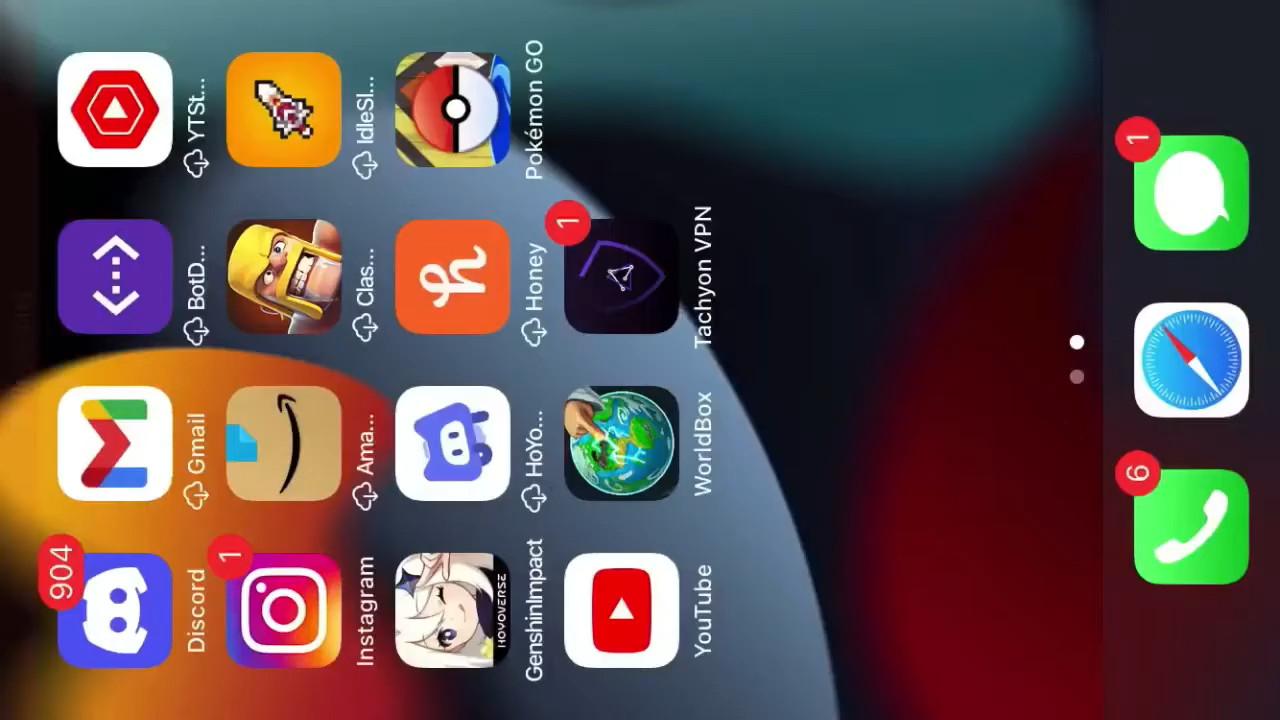 904
Discord
Gmail
BotD...
YTSt...
1
Instagram
Ama...
Clas...
IdleSl...
HOYOVERSE
GenshinImpact
HoYo...
h
Honey
Pokémon GO
YouTube
WorldBox
1
Tachyon VPN
6
1